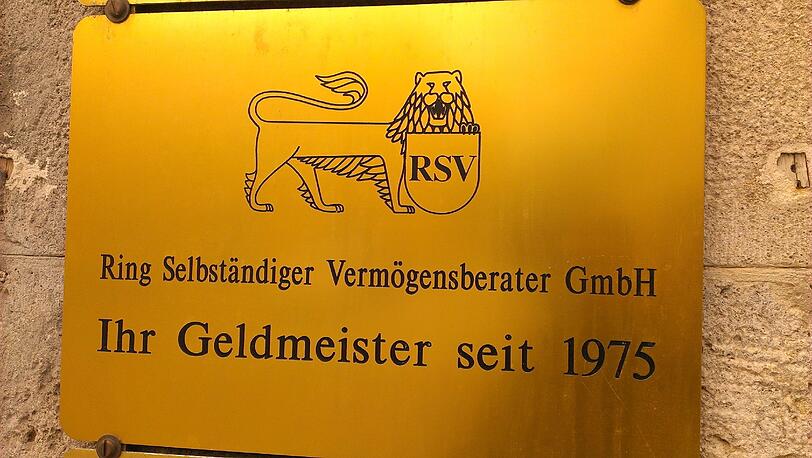 RSV
Ring Selbständiger Vermögensberater GmbH
Ihr Geldmeister seit 1975